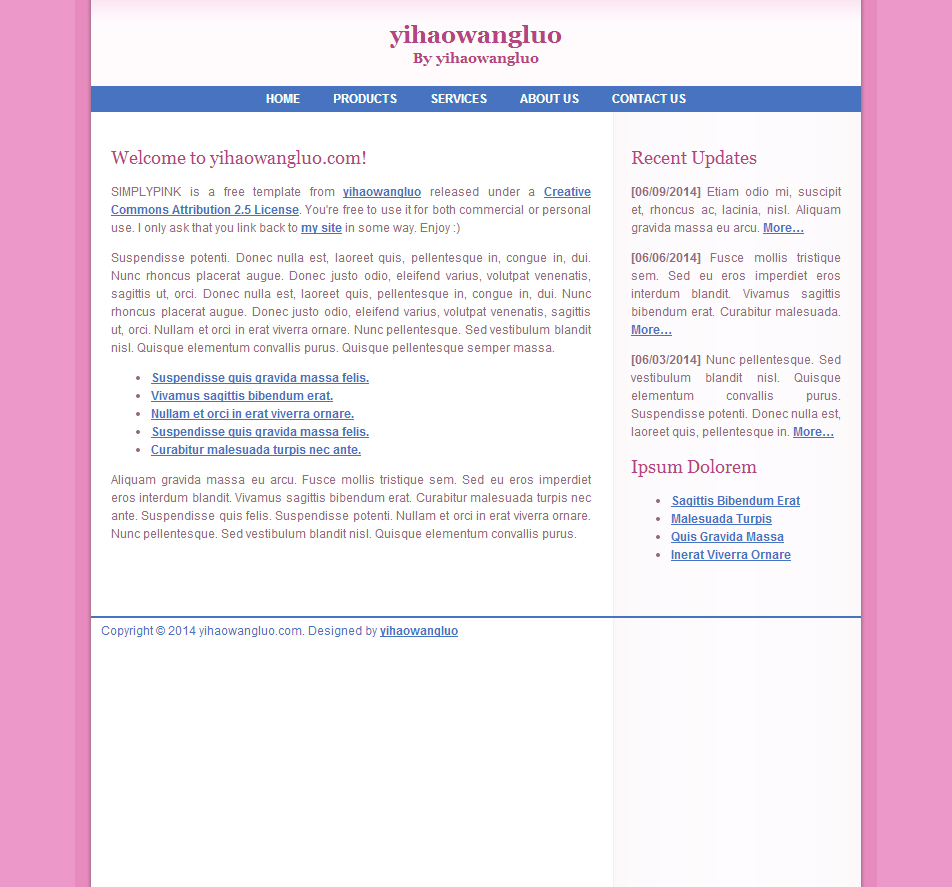 yihaowangluo
By yihaowangluo
HOME PRODUCTS SERVICES ABOUT US CONTACT US
Welcome to yihaowangluo.com!
SIMPLYPINK is a free template from yihaowangluo released under a Creative
Commons Attribution 2.5 License. You're free to use it for both commercial or personal
use. I only ask that you link back to my site in some way. Enjoy :)
Suspendisse potenti. Donec nulla est, laoreet quis, pellentesque in, congue in, dui.
Nunc rhoncus placerat augue. Donec justo odio, eleifend varius, volutpat venenatis,
sagittis ut, orci. Donec nulla est, laoreet quis, pellentesque in, congue in, dui. Nunc
rhoncus placerat augue. Donec justo odio, eleifend varius, volutpat venenatis, sagittis
ut, orci. Nullam et orci in erat viverra ornare. Nunc pellentesque. Sed vestibulum blandit
nisl. Quisque elementum convallis purus. Quisque pellentesque semper massa.
• Suspendisse quis gravida massa felis.
• Vivamus sagittis bibendum erat.
• Nullam et orci in erat viverra ornare.
• Suspendisse quis gravida massa felis.
• Curabitur malesuada turpis nec ante.
Aliquam gravida massa eu arcu. Fusce mollis tristique sem. Sed eu eros imperdiet
eros interdum blandit. Vivamus sagittis bibendum erat. Curabitur malesuada turpis nec
ante. Suspendisse quis felis. Suspendisse potenti. Nullam et orci in erat viverra ornare.
Nunc pellentesque. Sed vestibulum blandit nisl. Quisque elementum convallis purus.
Recent Updates
[06/09/2014] Etiam odio mi, suscipit
et, rhoncus ac, lacinia, nisl. Aliquam
gravida massa eu arcu. More…
[06/06/2014] Fusce mollis tristique
sem. Sed eu eros imperdiet eros
interdum blandit. Vivamus sagittis
bibendum erat. Curabitur malesuada.
More…
[06/03/2014] Nunc pellentesque. Sed
vestibulum blandit nisl. Quisque
elementum convallis purus.
Suspendisse potenti. Donec nulla est,
laoreet quis, pellentesque in. More…
Ipsum Dolorem
• Sagittis Bibendum Erat
• Malesuada Turpis
• Quis Gravida Massa
• Inerat Viverra Ornare
Copyright © 2014 yihaowangluo.com. Designed by yihaowangluo